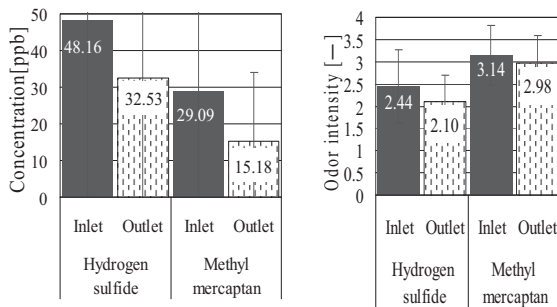 Concentration[ppb]
50
40
30
20
10
0
48.16
32.53
29.09
15.18
Inlet Outlet Inlet Outlet
Hydrogen
sulfide
Methyl
mercaptan
Odor intensity [—]
4
3.5
3
2.5
2
1.5
1
0.5
0
2.44
2.10
3.14
2.98
Inlet Outlet Inlet Outlet
Hydrogen
sulfide
Methyl
mercaptan